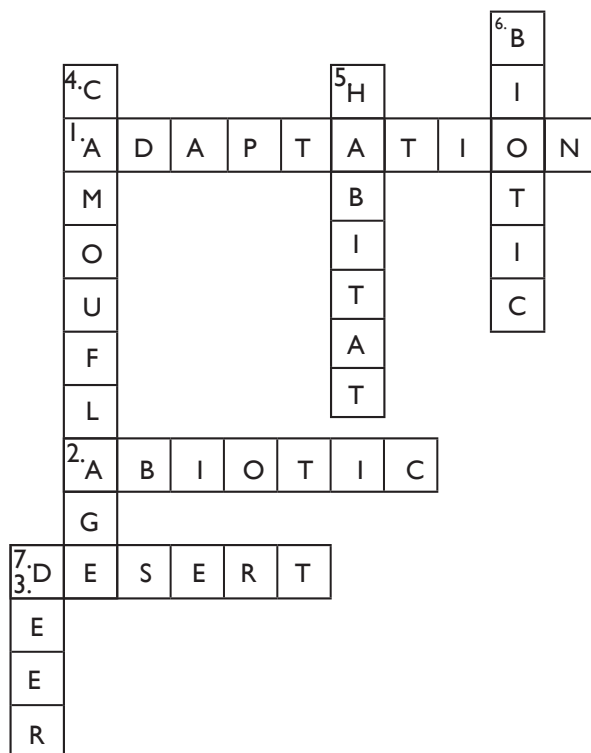 6. B
4. C 5. H I
1. A D A P T A T I O N
M B T
O I I
U T C
F A
L T
2. A B I O T I C
G
7. 3. D E S E R T
E
E
R